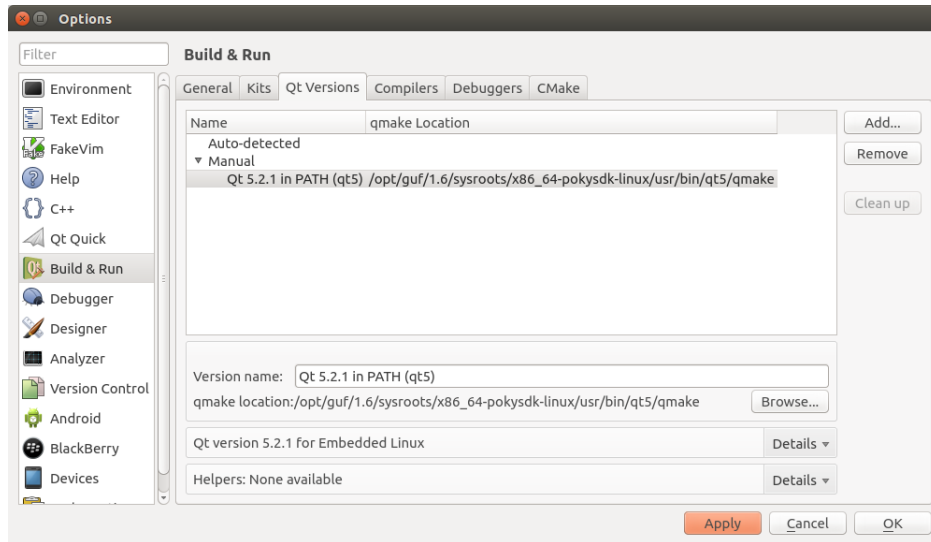 Options
Filter
Build & Run
Environment
Text Editor
FakeVim
Help
C++
Qt Quick
Build & Run
Debugger
Designer
Analyzer
Version Control
Android
BlackBerry
Devices
General Kits Qt Versions Compilers Debuggers CMake
Name qmake Location
Auto-detected
Manual
Qt 5.2.1 in PATH (qt5) /opt/guf/1.6/sysroots/x86_64-pokysdk-linux/usr/bin/qt5/qmake
Add...
Remove
Clean up
Version name: Qt 5.2.1 in PATH (qt5)
qmake location:/opt/guf/1.6/sysroots/x86_64-pokysdk-linux/usr/bin/qt5/qmake Browse...
Qt version 5.2.1 for Embedded Linux Details
Helpers: None available Details
Apply Cancel OK